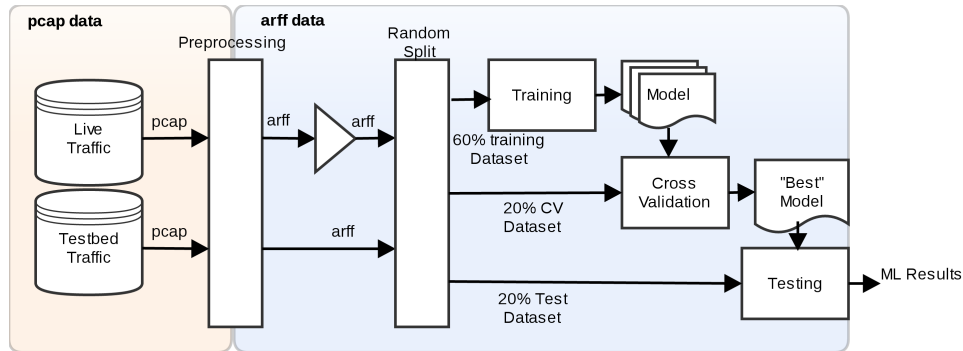 pcap data
arff data
Preprocessing
Random
Split
Live
Traffic
pcap
arff
arff
Training
Model
60% training
Dataset
Testbed
Traffic
pcap
arff
20% CV
Dataset
Cross
Validation
"Best"
Model
20% Test
Dataset
Testing
ML Results